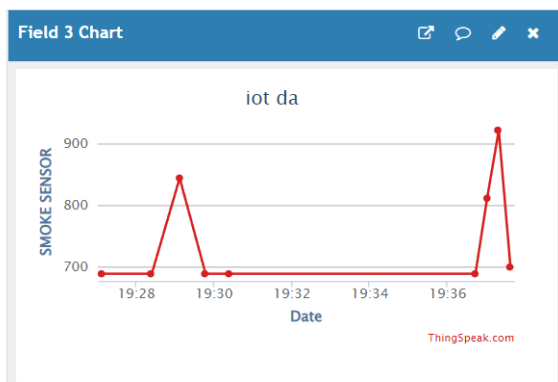 Field 3 Chart
iot da
SMOKE SENSOR
900
800
700
19:28 19:30 19:32 19:34 19:36
Date
ThingSpeak.com